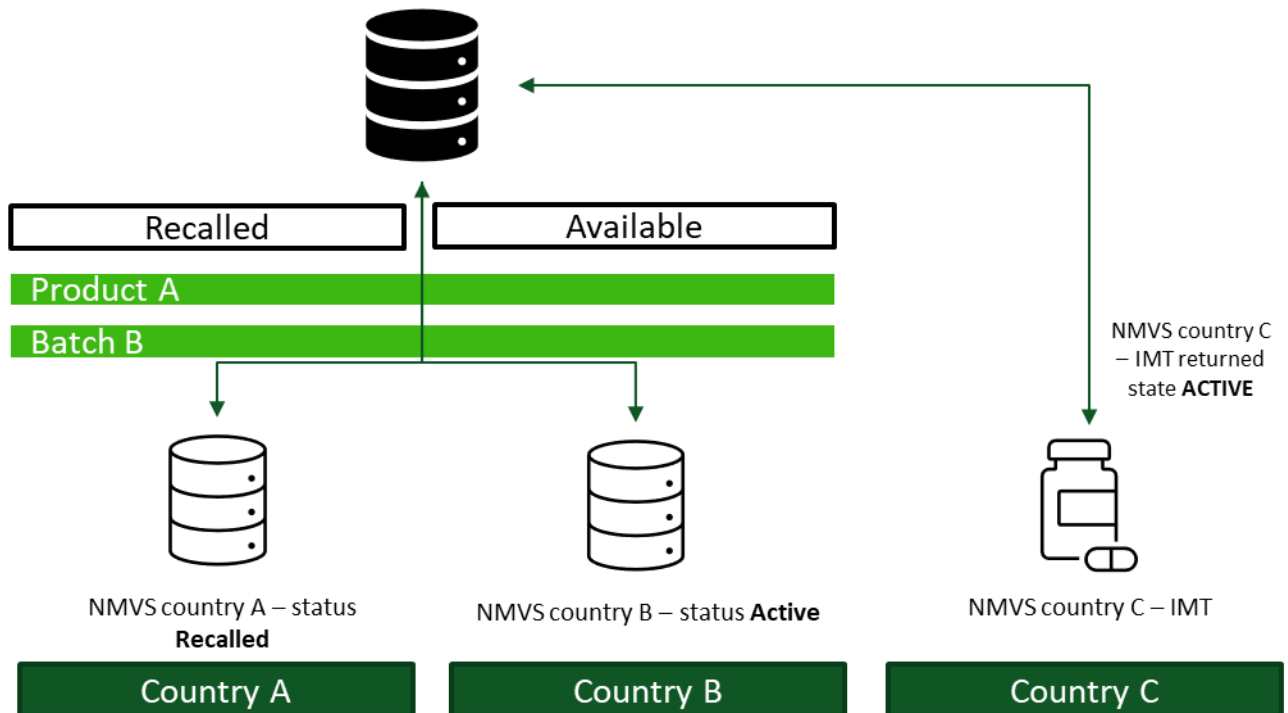 Recalled
Available
Product A
Batch B
NMVS country C
– IMT returned
state ACTIVE
NMVS country A – status
Recalled
NMVS country B – status Active
NMVS country C – IMT
Country A
Country B
Country C